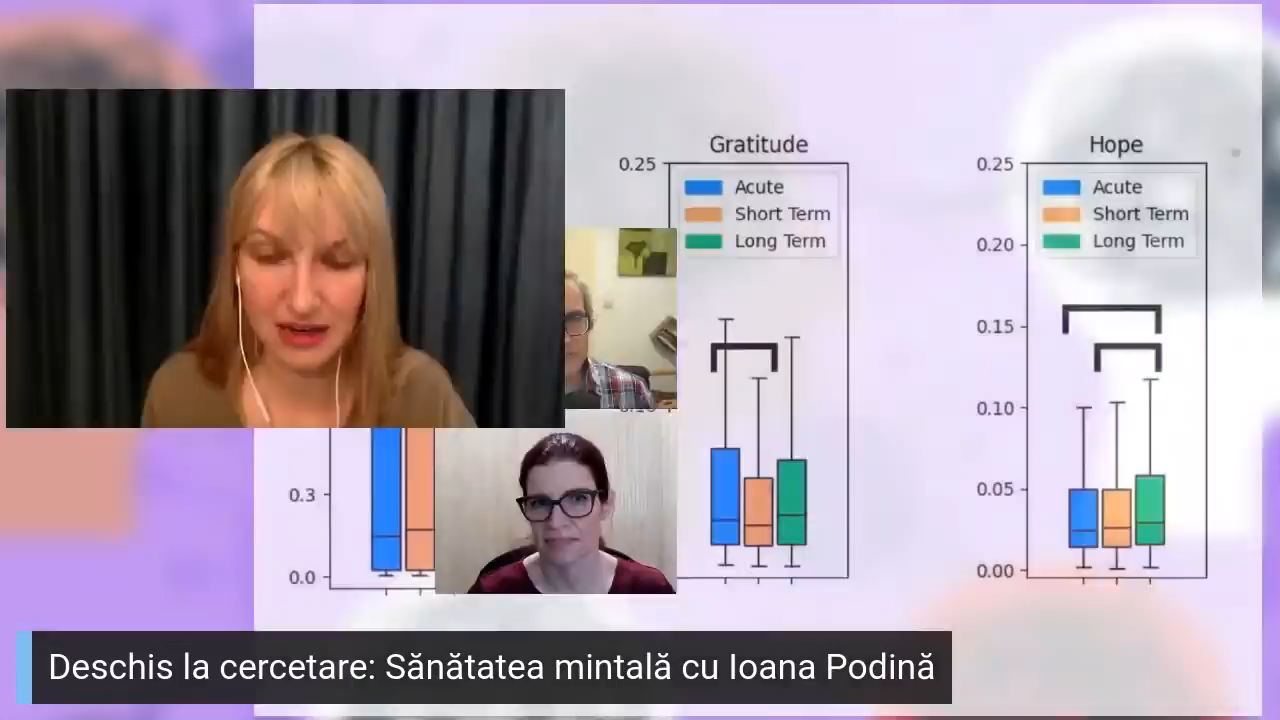 Gratitude
0.25
Acute
Short Term
Long Term
Hope
0.25
Acute
Short Term
Long Term
0.20
0.15
0.10
0.05
0.00
0.3
0.0
Deschis la cercetare: Sănătatea mintală cu Ioana Podină